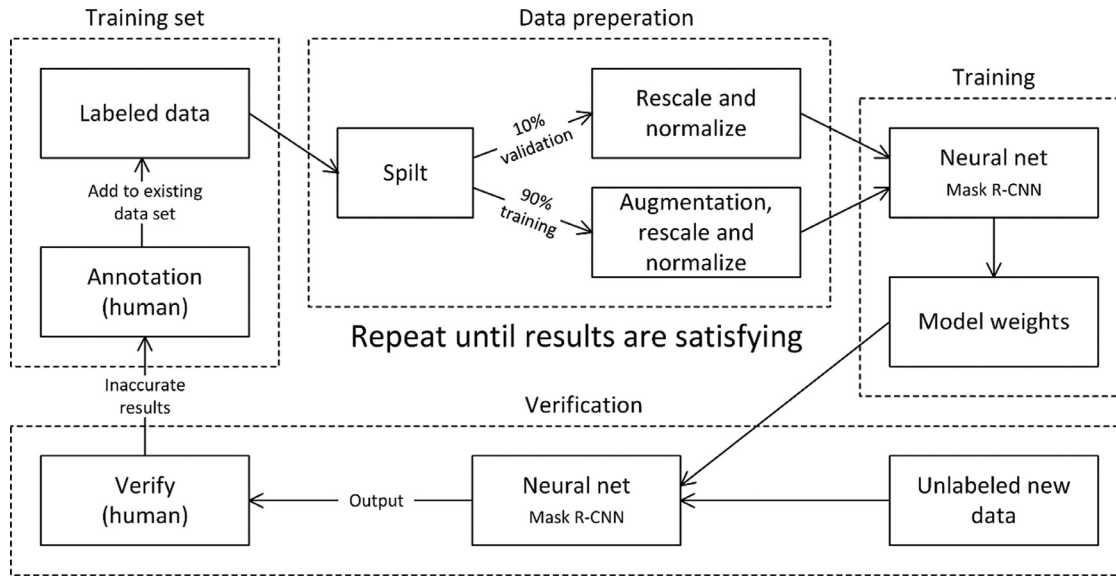 Training set
Labeled data
Add to existing
data set
Annotation
(human)
Inaccurate
results
Data preperation
Spilt
10%
validation
90%
training
Rescale and
normalize
Augmentation,
rescale and
normalize
Training
Neural net
Mask R-CNN
Model weights
Repeat until results are satisfying
Verification
Verify
(human)
Output
Neural net
Mask R-CNN
Unlabeled new
data